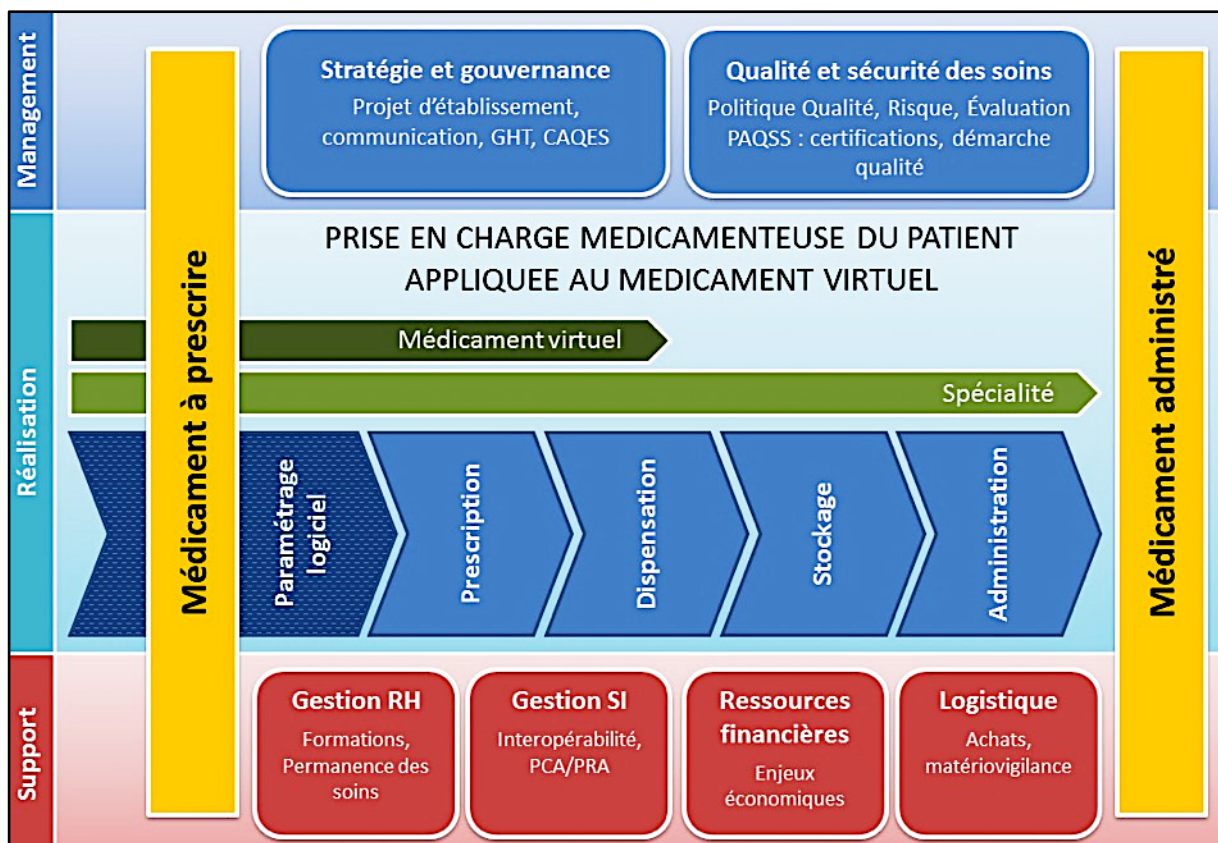 Management
Stratégie et gouvernance
Projet d'établissement,
communication, GHT, CAQES
Qualité et sécurité des soins
Politique Qualité, Risque, Évaluation
PAQSS : certifications, démarche
qualité
Réalisation
Médicament à prescrire
PRISE EN CHARGE MEDICAMENTEUSE DU PATIENT
APPLIQUEE AU MEDICAMENT VIRTUEL
Médicament virtuel
Spécialité
Paramétrage
logiciel
Prescription
Dispensation
Stockage
Administration
Médicament administré
Support
Gestion RH
Formations,
Permanence des
soins
Gestion SI
Interopérabilité,
PCA/PRA
Ressources
financières
Enjeux
économiques
Logistique
Achats,
matériovigilance